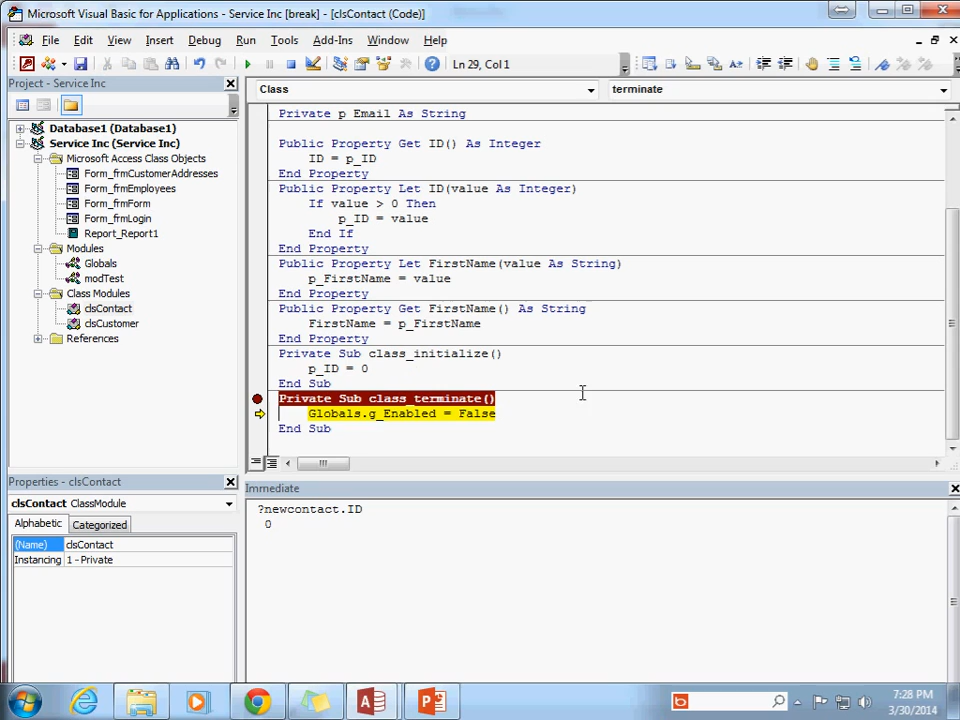 Microsoft Visual Basic for Applications - Service Inc [break] - [clsContact (Code)]
File Edit View Insert Debug Run Tools Add-Ins Window Help
Ln 29, Col 1
Project - Service Inc
Class terminate
Database1 (Database1)
Service Inc (Service Inc)
Microsoft Access Class Objects
Form_frmCustomerAddresses
Form_frmEmployees
Form_frmForm
Form_frmLogin
Report_Report1
Modules
Globals
modTest
Class Modules
clsContact
clsCustomer
References
Private p_Email As String
Public Property Get ID() As Integer
ID = p_ID
End Property
Public Property Let ID(value As Integer)
If value > 0 Then
p_ID = value
End If
End Property
Public Property Let FirstName(value As String)
p_FirstName = value
End Property
Public Property Get FirstName() As String
FirstName = p_FirstName
End Property
Private Sub class_initialize()
p_ID = 0
End Sub
Private Sub class_terminate()
Globals.g_Enabled = False
End Sub
Properties - clsContact
clsContact ClassModule
Alphabetic Categorized
(Name) clsContact
Instancing 1 - Private
Immediate
?newcontact.ID
0
7:28 PM
3/30/2014